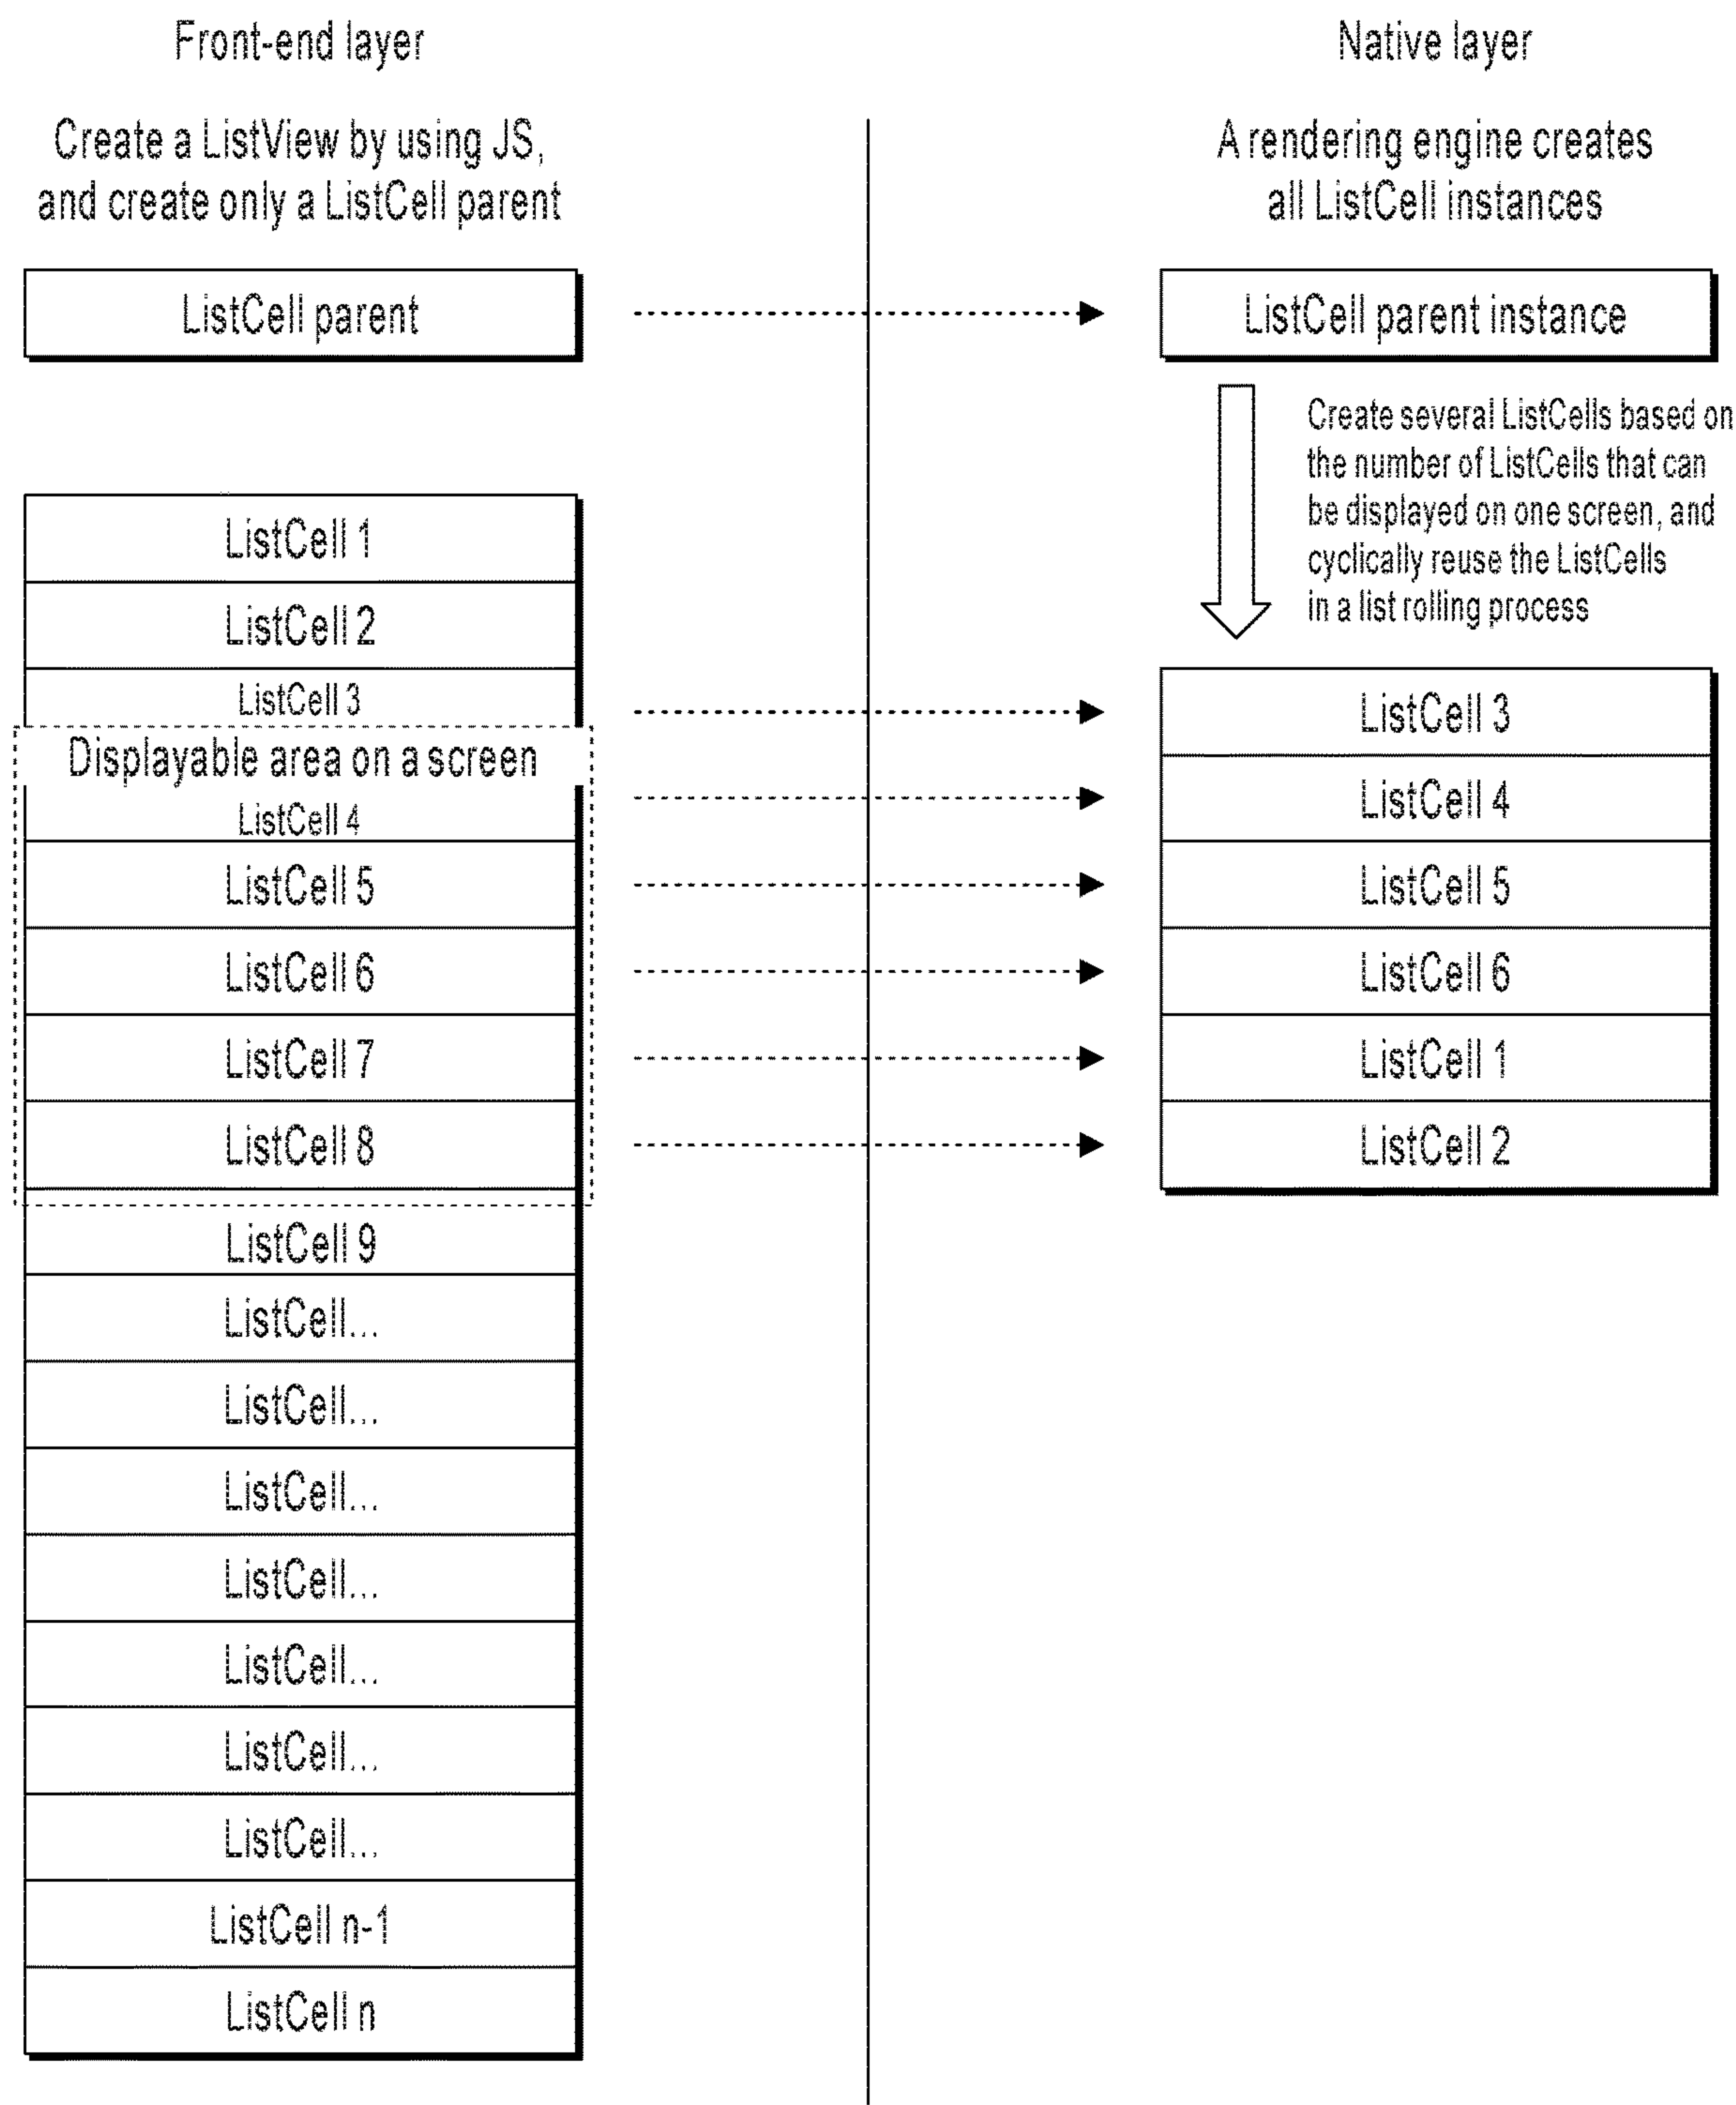 Front-end layer
Create a ListView by using JS,
and create only a ListCell parent
ListCell parent
ListCell 1
ListCell 2
ListCell 3
Displayable area on a screen
ListCell 4
ListCell 5
ListCell 6
ListCell 7
ListCell 8
ListCell 9
ListCell...
ListCell...
ListCell...
ListCell...
ListCell...
ListCell...
ListCell...
ListCell n-1
ListCell n
Native layer
A rendering engine creates
all ListCell instances
ListCell parent instance
Create several ListCells based on
the number of ListCells that can
be displayed on one screen, and
cyclically reuse the ListCells
in a list rolling process
ListCell 3
ListCell 4
ListCell 5
ListCell 6
ListCell 1
ListCell 2